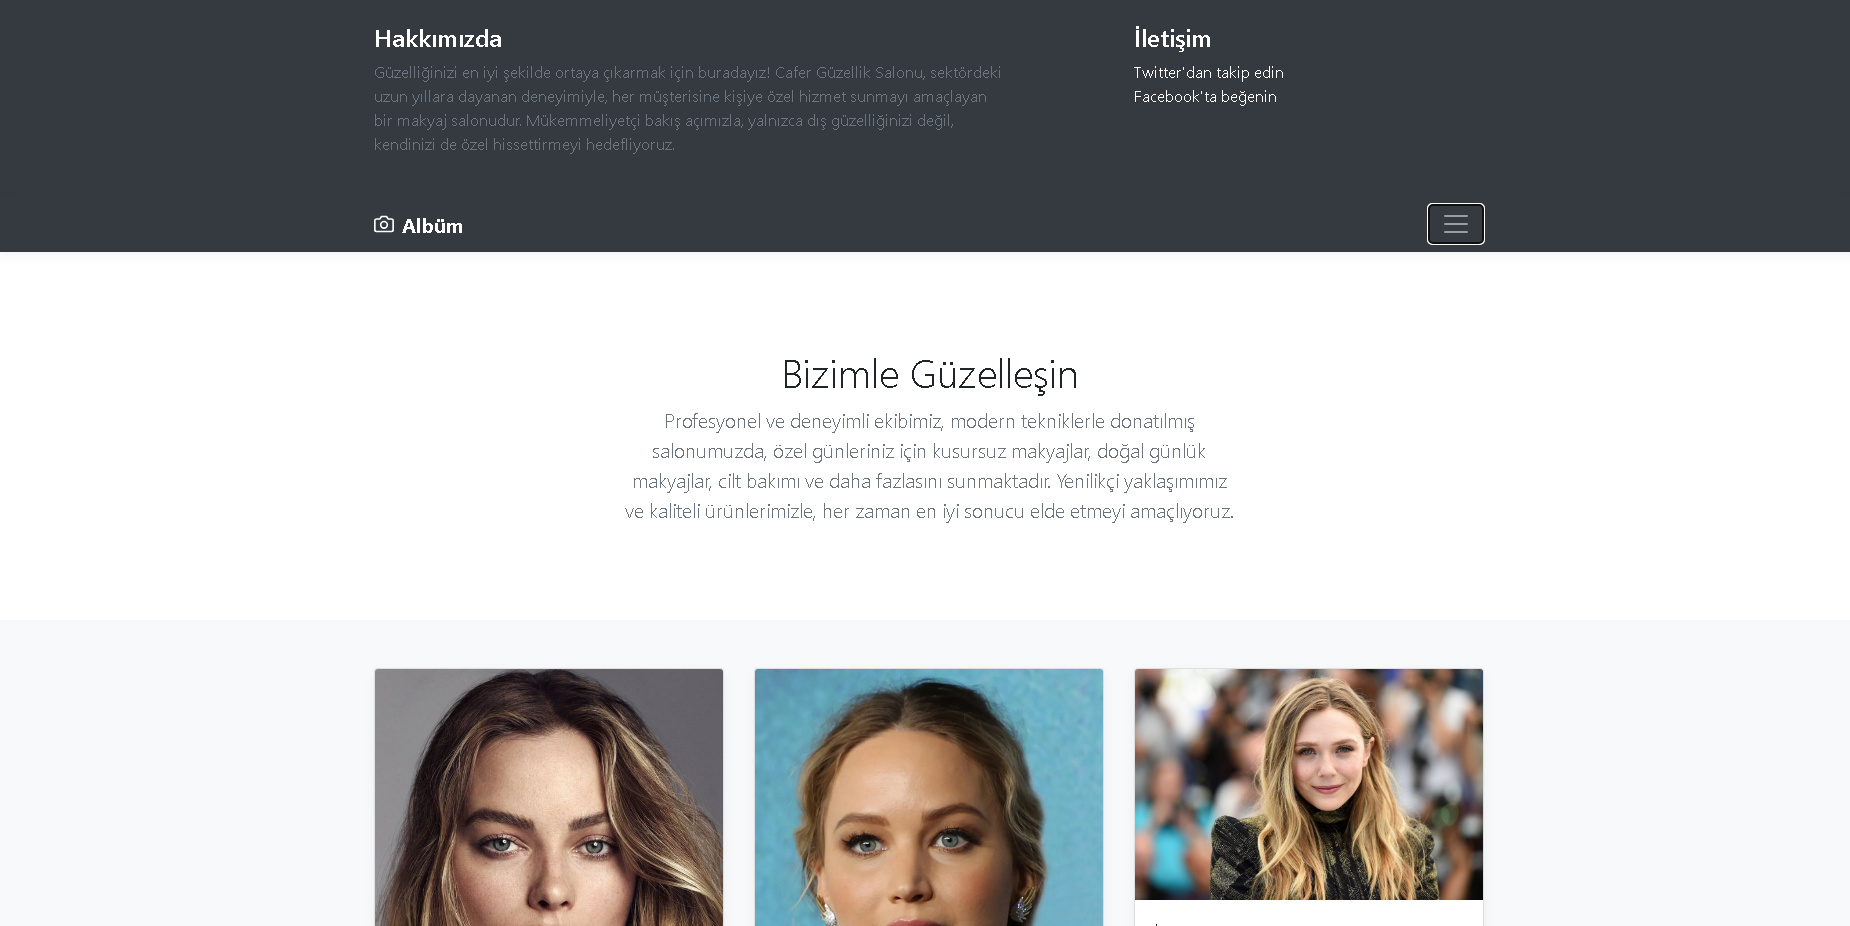 Hakkımızda
Güzelliğinizi en iyi şekilde ortaya çıkarmak için buradayız! Cafer Güzellik Salonu, sektördeki
uzun yıllara dayanan deneyimiyle, her müşterisine kişiye özel hizmet sunmayı amaçlayan
bir makyaj salonudur. Mükemmeliyetçi bakış açımızla, yalnızca dış güzelliğinizi değil,
kendinizi de özel hissettirmeyi hedefliyoruz.
İletişim
Twitter'dan takip edin
Facebook'ta beğenin
Albüm
Bizimle Güzelleşin
Profesyonel ve deneyimli ekibimiz, modern tekniklerle donatılmış
salonumuzda, özel günleriniz için kusursuz makyajlar, doğal günlük
makyajlar, cilt bakımı ve daha fazlasını sunmaktadır. Yenilikçi yaklaşımımız
ve kaliteli ürünlerimizle, her zaman en iyi sonucu elde etmeyi amaçlıyoruz.